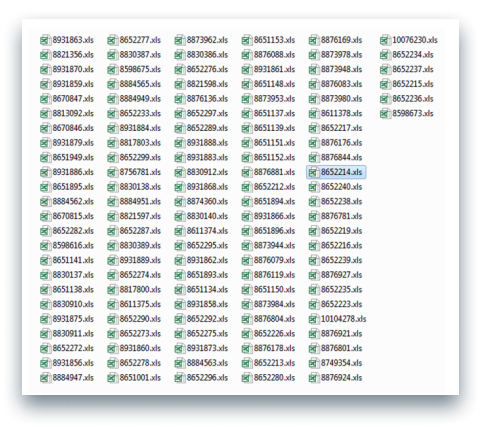 8931863.xls 8652277.xls 8873962.xls 8651153.xls 8876169.xls 10076230.xls
8821356.xls 8830387.xls 8830386.xls 8876088.xls 8873978.xls 8652234.xls
8931870.xls 8598675.xls 8652276.xls 8931861.xls 8873948.xls 8652237.xls
8931859.xls 8884565.xls 8821598.xls 8651148.xls 8876083.xls 8652215.xls
8670847.xls 8884949.xls 8876136.xls 8873953.xls 8873980.xls 8652236.xls
8813092.xls 8652233.xls 8652297.xls 8651137.xls 8611378.xls 8598673.xls
8670846.xls 8931884.xls 8652289.xls 8651139.xls 8652217.xls
8931879.xls 8817803.xls 8931888.xls 8651151.xls 8876176.xls
8651949.xls 8652299.xls 8931883.xls 8651152.xls 8876844.xls
8931886.xls 8756781.xls 8830912.xls 8876881.xls 8652214.xls
8651895.xls 8830138.xls 8931868.xls 8652212.xls 8652240.xls
8884562.xls 8884951.xls 8874360.xls 8651894.xls 8652238.xls
8670815.xls 8821597.xls 8830140.xls 8931866.xls 8876781.xls
8652282.xls 8652287.xls 8611374.xls 8651896.xls 8652219.xls
8598616.xls 8830389.xls 8652295.xls 8873944.xls 8652216.xls
8651141.xls 8931889.xls 8931862.xls 8876079.xls 8652239.xls
8830137.xls 8652274.xls 8651893.xls 8876119.xls 8876927.xls
8651138.xls 8817800.xls 8651134.xls 8651150.xls 8652235.xls
8830910.xls 8611375.xls 8931858.xls 8873984.xls 8652223.xls
8931875.xls 8652290.xls 8652292.xls 8876804.xls 10104278.xls
8830911.xls 8652273.xls 8652275.xls 8652226.xls 8876921.xls
8652272.xls 8931860.xls 8931873.xls 8876178.xls 8876801.xls
8931856.xls 8652278.xls 8884563.xls 8652213.xls 8749354.xls
8884947.xls 8651001.xls 8652296.xls 8652280.xls 8876924.xls